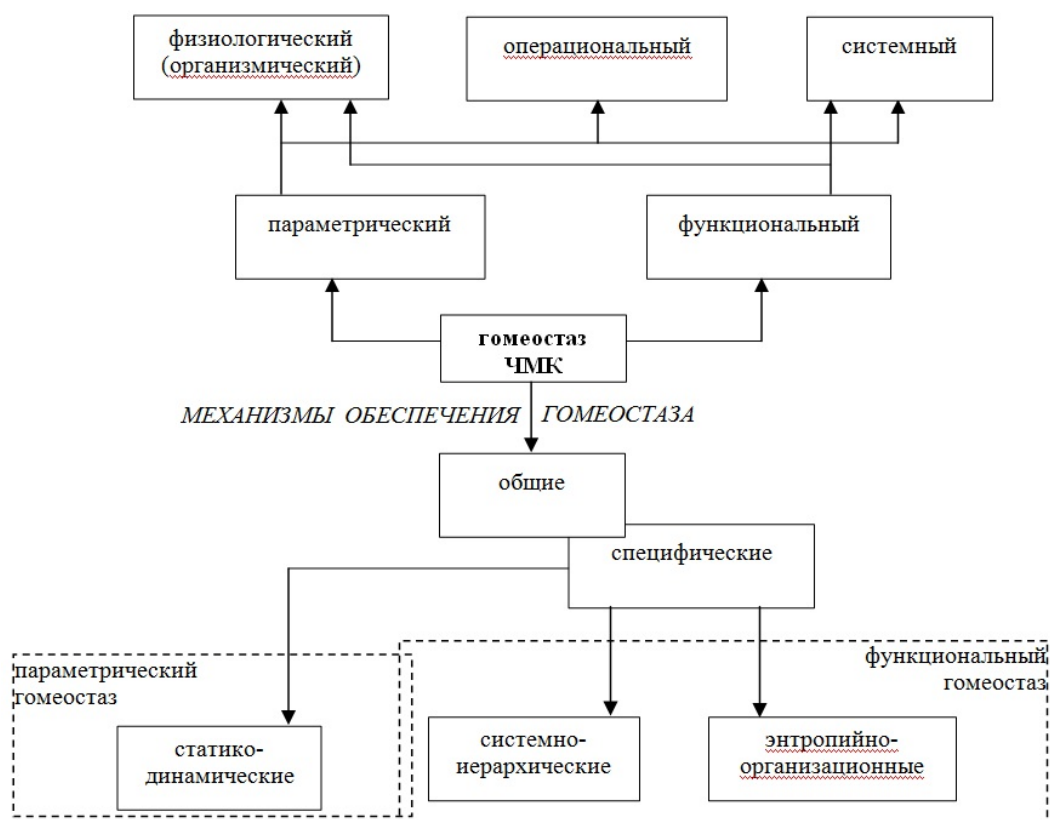 физиологический
(организмический)
операциональный
системный
параметрический
функциональный
гомеостаз
ЧМК
МЕХАНИЗМЫ ОБЕСПЕЧЕНИЯ ГОМЕОСТАЗА
общие
специфические
параметрический
гомеостаз
функциональный
гомеостаз
статико-
динамические
системно-
иерархические
энтропийно-
организационные